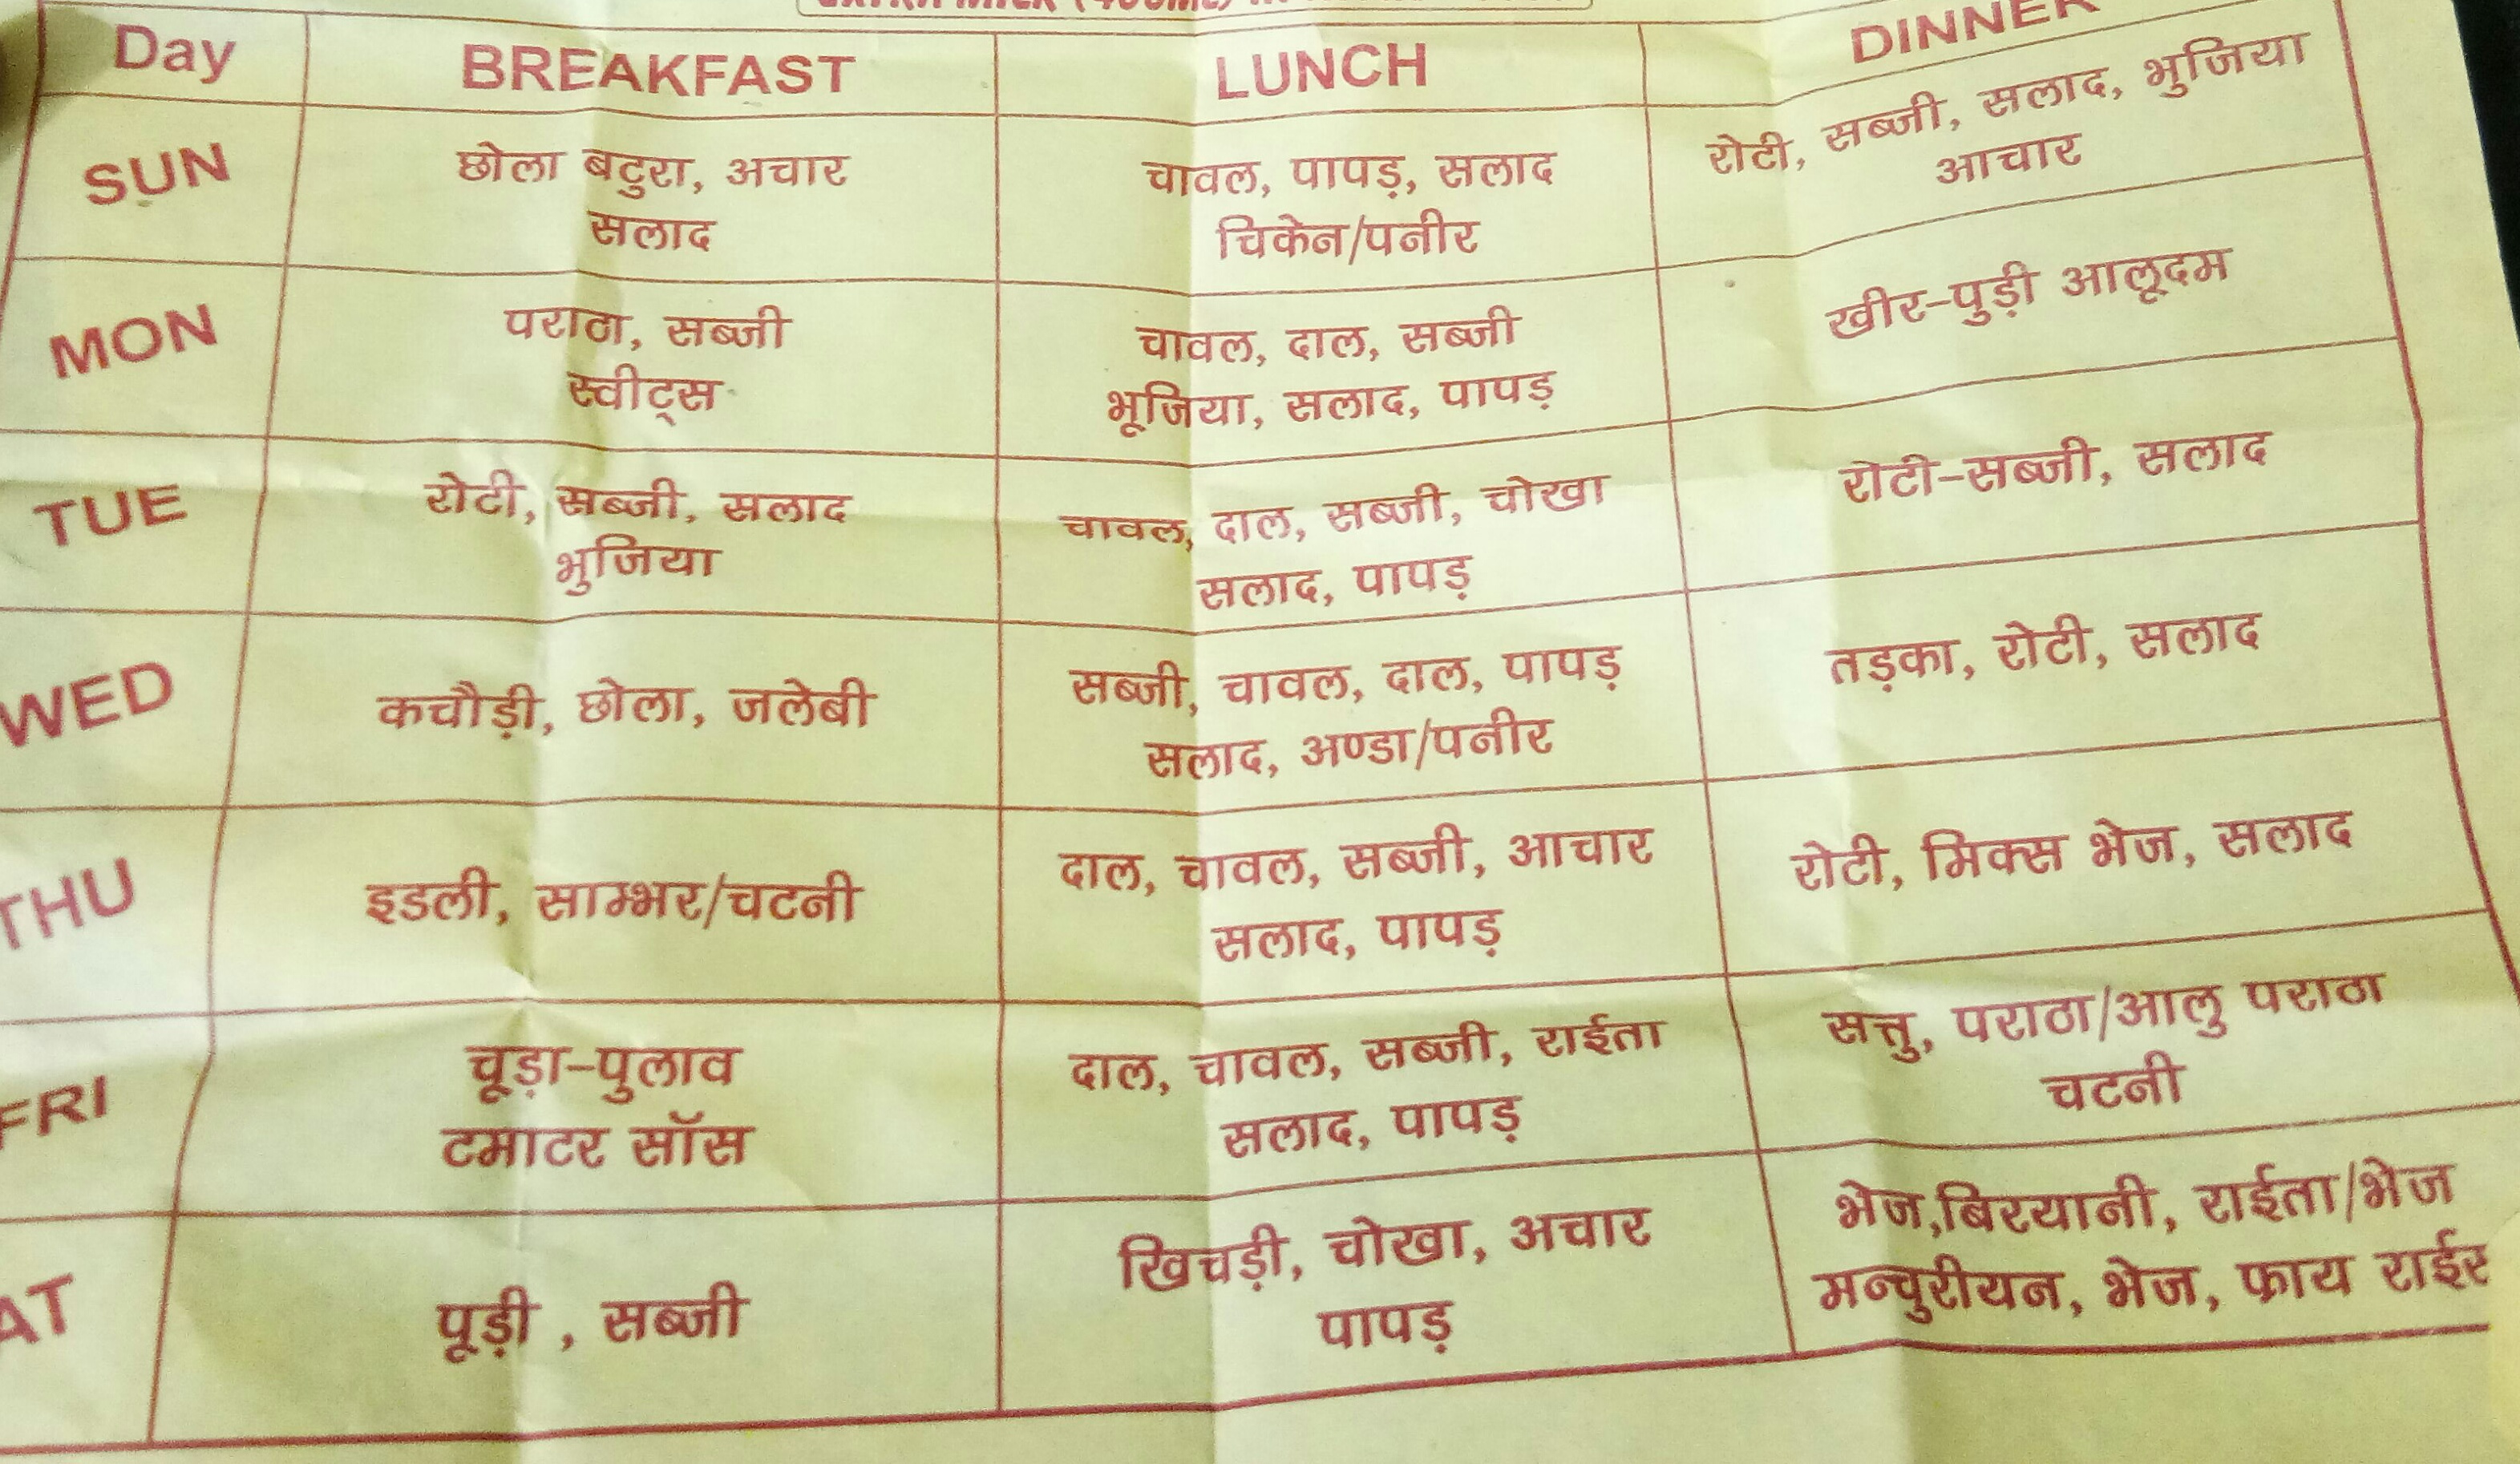 Day BREAKFAST LUNCH DINNER
SUN
छोला बटुरा, अचार
सलाद
चावल, पापड़, सलाद
चिकेन/पनीर
रोटी, सब्जी, सलाद, भुजिया
आचार
MON
पराठा, सब्जी
स्वीट्स
चावल, दाल, सब्जी
भूजिया, सलाद, पापड़
खीर-पुड़ी आलूदम
TUE
रोटी, सब्जी, सलाद
भुजिया
चावल, दाल, सब्जी, चोखा
सलाद, पापड़
रोटी-सब्जी, सलाद
WED
कचौड़ी, छोला, जलेबी
सब्जी, चावल, दाल, पापड़
सलाद, अण्डा/पनीर
तड़का, रोटी, सलाद
THU
इडली, साम्भर/चटनी
दाल, चावल, सब्जी, आचार
सलाद, पापड़
रोटी, मिक्स भेज, सलाद
FRI
चूड़ा-पुलाव
टमाटर सॉस
दाल, चावल, सब्जी, राईता
सलाद, पापड़
सत्तु, पराठा/आलु पराठा
चटनी
AT
पूड़ी , सब्जी
खिचड़ी, चोखा, अचार
पापड़
भेज,बिरयानी, राईता/भेज
मन्चुरीयन, भेज, फ्राय